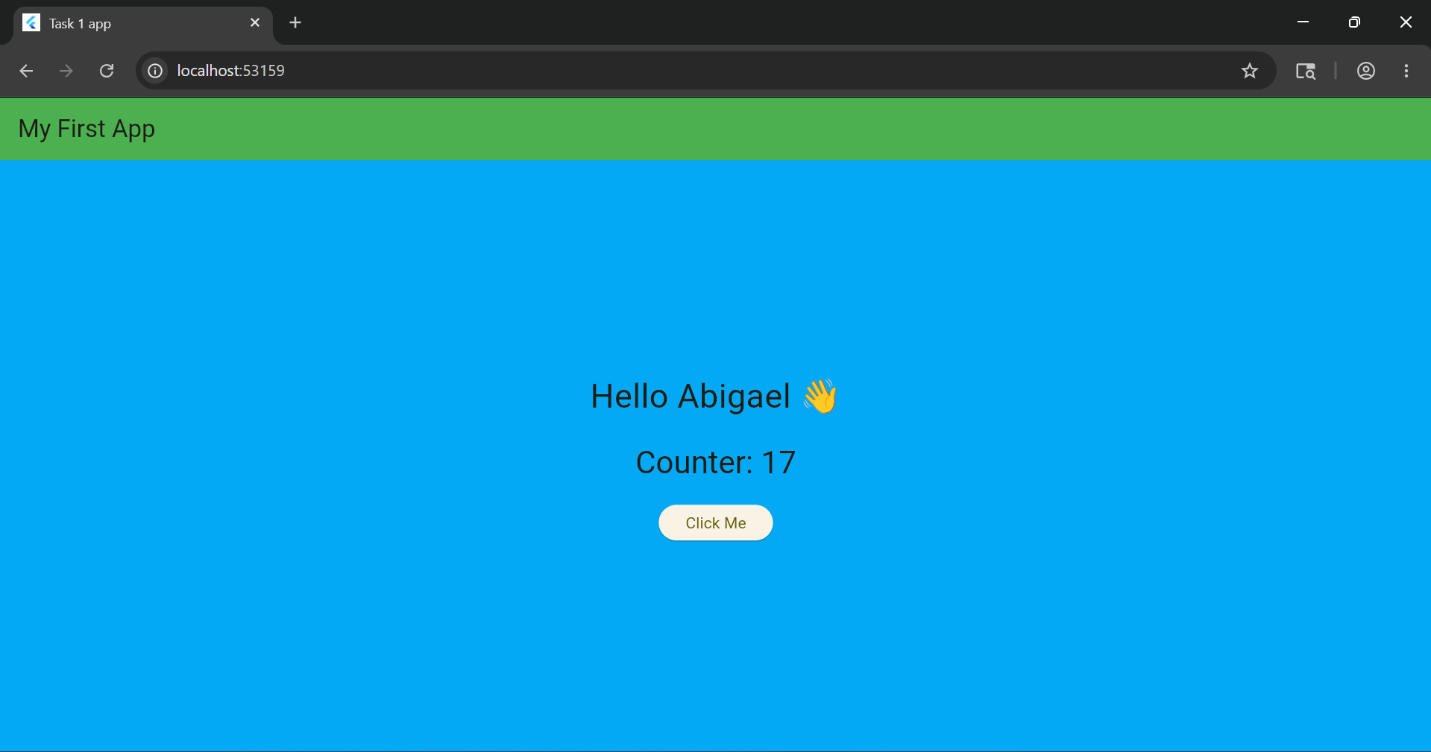 Task 1 app
localhost:53159
My First App
Hello Abigael 👋
Counter: 17
Click Me